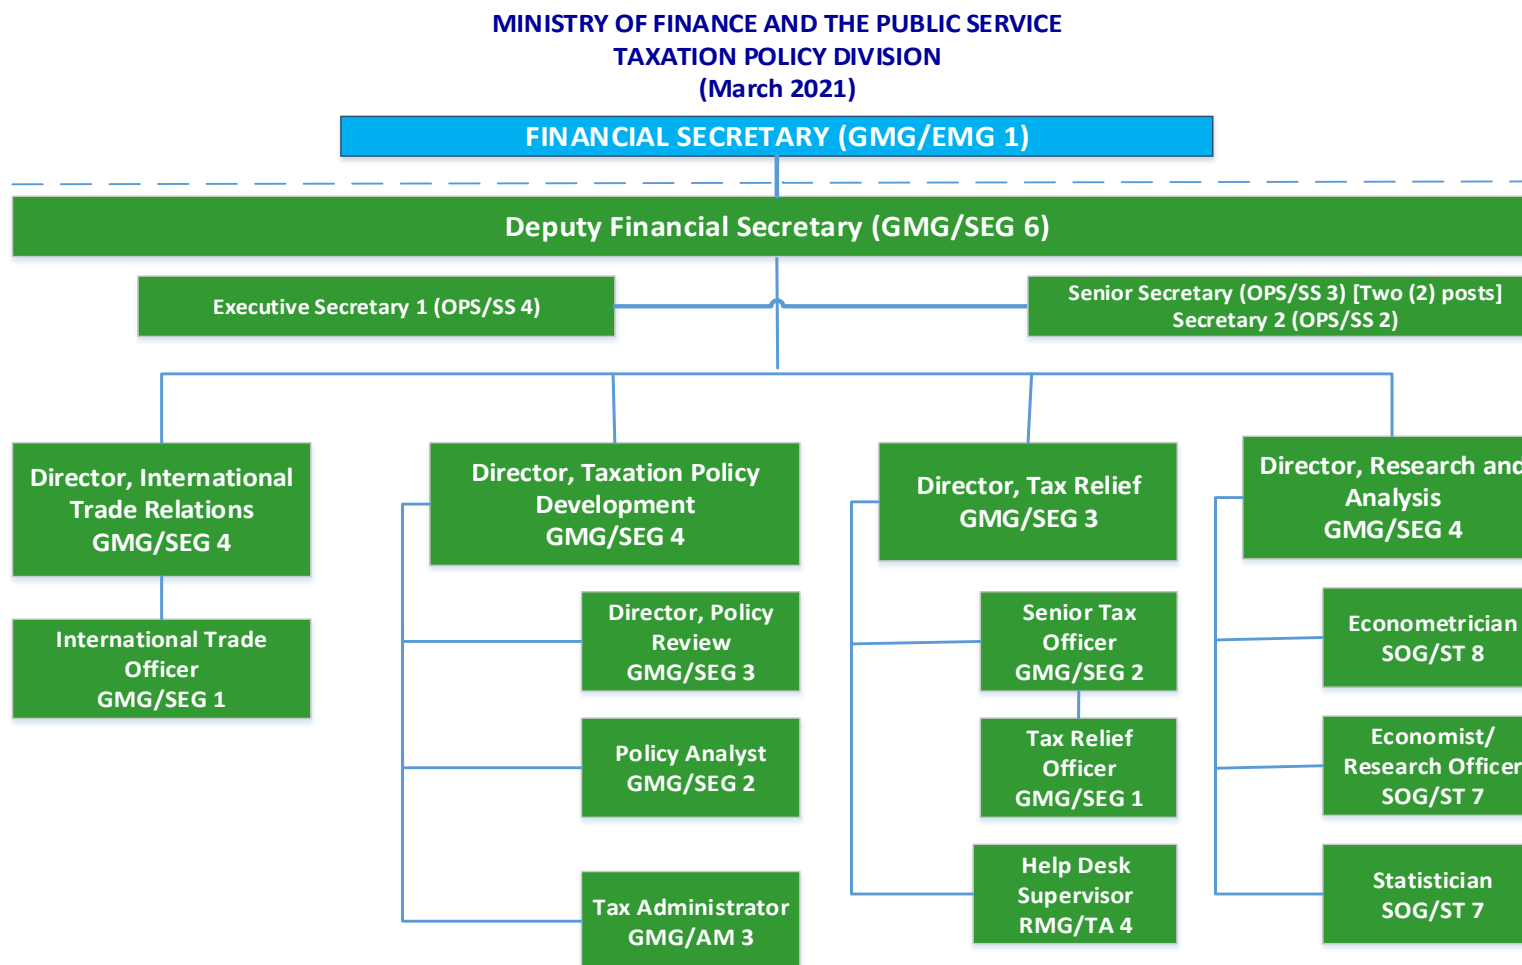 MINISTRY OF FINANCE AND THE PUBLIC SERVICE
TAXATION POLICY DIVISION
(March 2021)
FINANCIAL SECRETARY (GMG/EMG 1)
Deputy Financial Secretary (GMG/SEG 6)
Executive Secretary 1 (OPS/SS 4)
Senior Secretary (OPS/SS 3) [Two (2) posts]
Secretary 2 (OPS/SS 2)
Director, International
Trade Relations
GMG/SEG 4
International Trade
Officer
GMG/SEG 1
Director, Taxation Policy
Development
GMG/SEG 4
Director, Policy
Review
GMG/SEG 3
Policy Analyst
GMG/SEG 2
Tax Administrator
GMG/AM 3
Director, Tax Relief
GMG/SEG 3
Senior Tax
Officer
GMG/SEG 2
Tax Relief
Officer
GMG/SEG 1
Help Desk
Supervisor
RMG/TA 4
Director, Research and
Analysis
GMG/SEG 4
Econometrician
SOG/ST 8
Economist/
Research Officer
SOG/ST 7
Statistician
SOG/ST 7